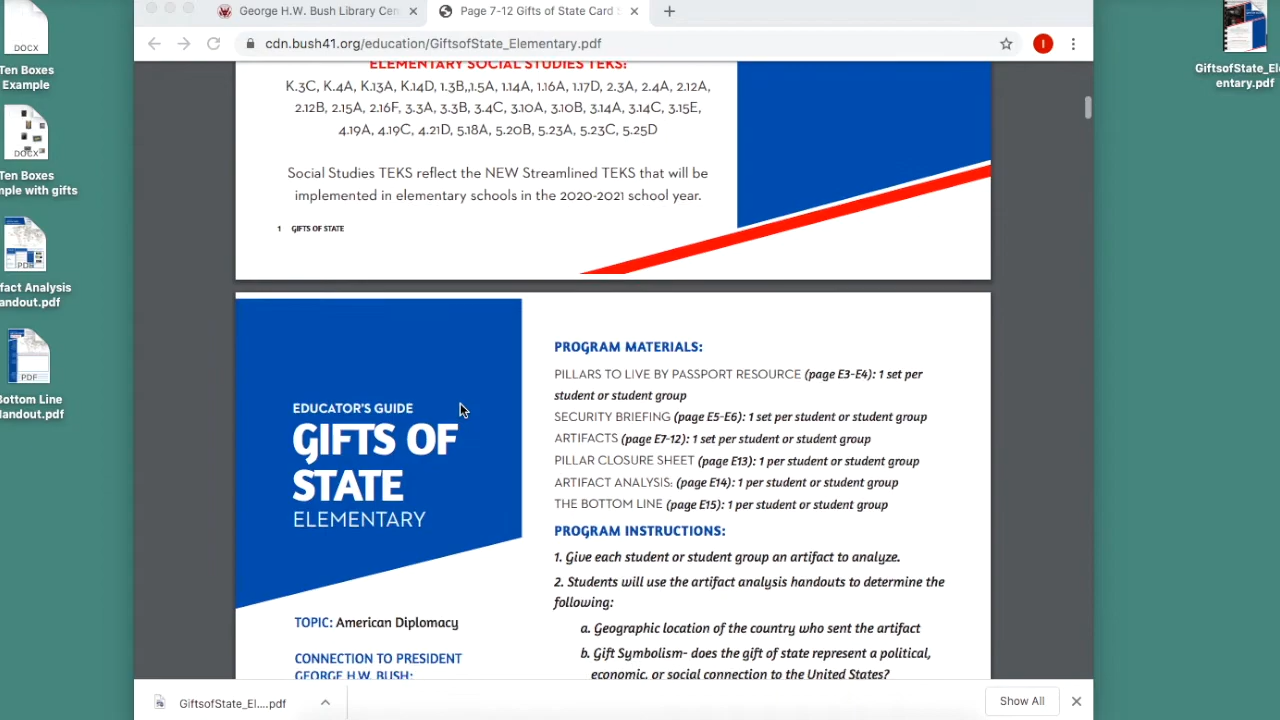 George H.W. Bush Library Cen
Page 7-12 Gifts of State Card
cdn.bush41.org/education/GiftsofState_Elementary.pdf
I
DOCX
Ten Boxes
Example
DOCX
Ten Boxes
mple with gifts
PDF
fact Analysis
andout.pdf
PDF
Bottom Line
Handout.pdf
GiftsofState_El
entary.pdf
ELEMENTARY SOCIAL STUDIES TEKS:
K.3C, K.4A, K.13A, K.14D, 1.3B,,1.5A, 1.14A, 1.16A, 1.17D, 2.3A, 2.4A, 2.12A,
2.12B, 2.15A, 2.16F, 3.3A, 3.3B, 3.4C, 3.10A, 3.10B, 3.14A, 3.14C, 3.15E,
4.19A, 4.19C, 4.21D, 5.18A, 5.20B, 5.23A, 5.23C, 5.25D
Social Studies TEKS reflect the NEW Streamlined TEKS that will be
implemented in elementary schools in the 2020-2021 school year.
1 GIFTS OF STATE
EDUCATOR'S GUIDE
GIFTS OF
STATE
ELEMENTARY
TOPIC: American Diplomacy
CONNECTION TO PRESIDENT
GEORGE H.W. BUSH:
PROGRAM MATERIALS:
PILLARS TO LIVE BY PASSPORT RESOURCE (page E3-E4): 1 set per
student or student group
SECURITY BRIEFING (page E5-E6): 1 set per student or student group
ARTIFACTS (page E7-12): 1 set per student or student group
PILLAR CLOSURE SHEET (page E13): 1 per student or student group
ARTIFACT ANALYSIS: (page E14): 1 per student or student group
THE BOTTOM LINE (page E15): 1 per student or student group
PROGRAM INSTRUCTIONS:
1. Give each student or student group an artifact to analyze.
2. Students will use the artifact analysis handouts to determine the
following:
a. Geographic location of the country who sent the artifact
b. Gift Symbolism- does the gift of state represent a political,
economic, or social connection to the United States?
GiftsofState_El....pdf
Show All